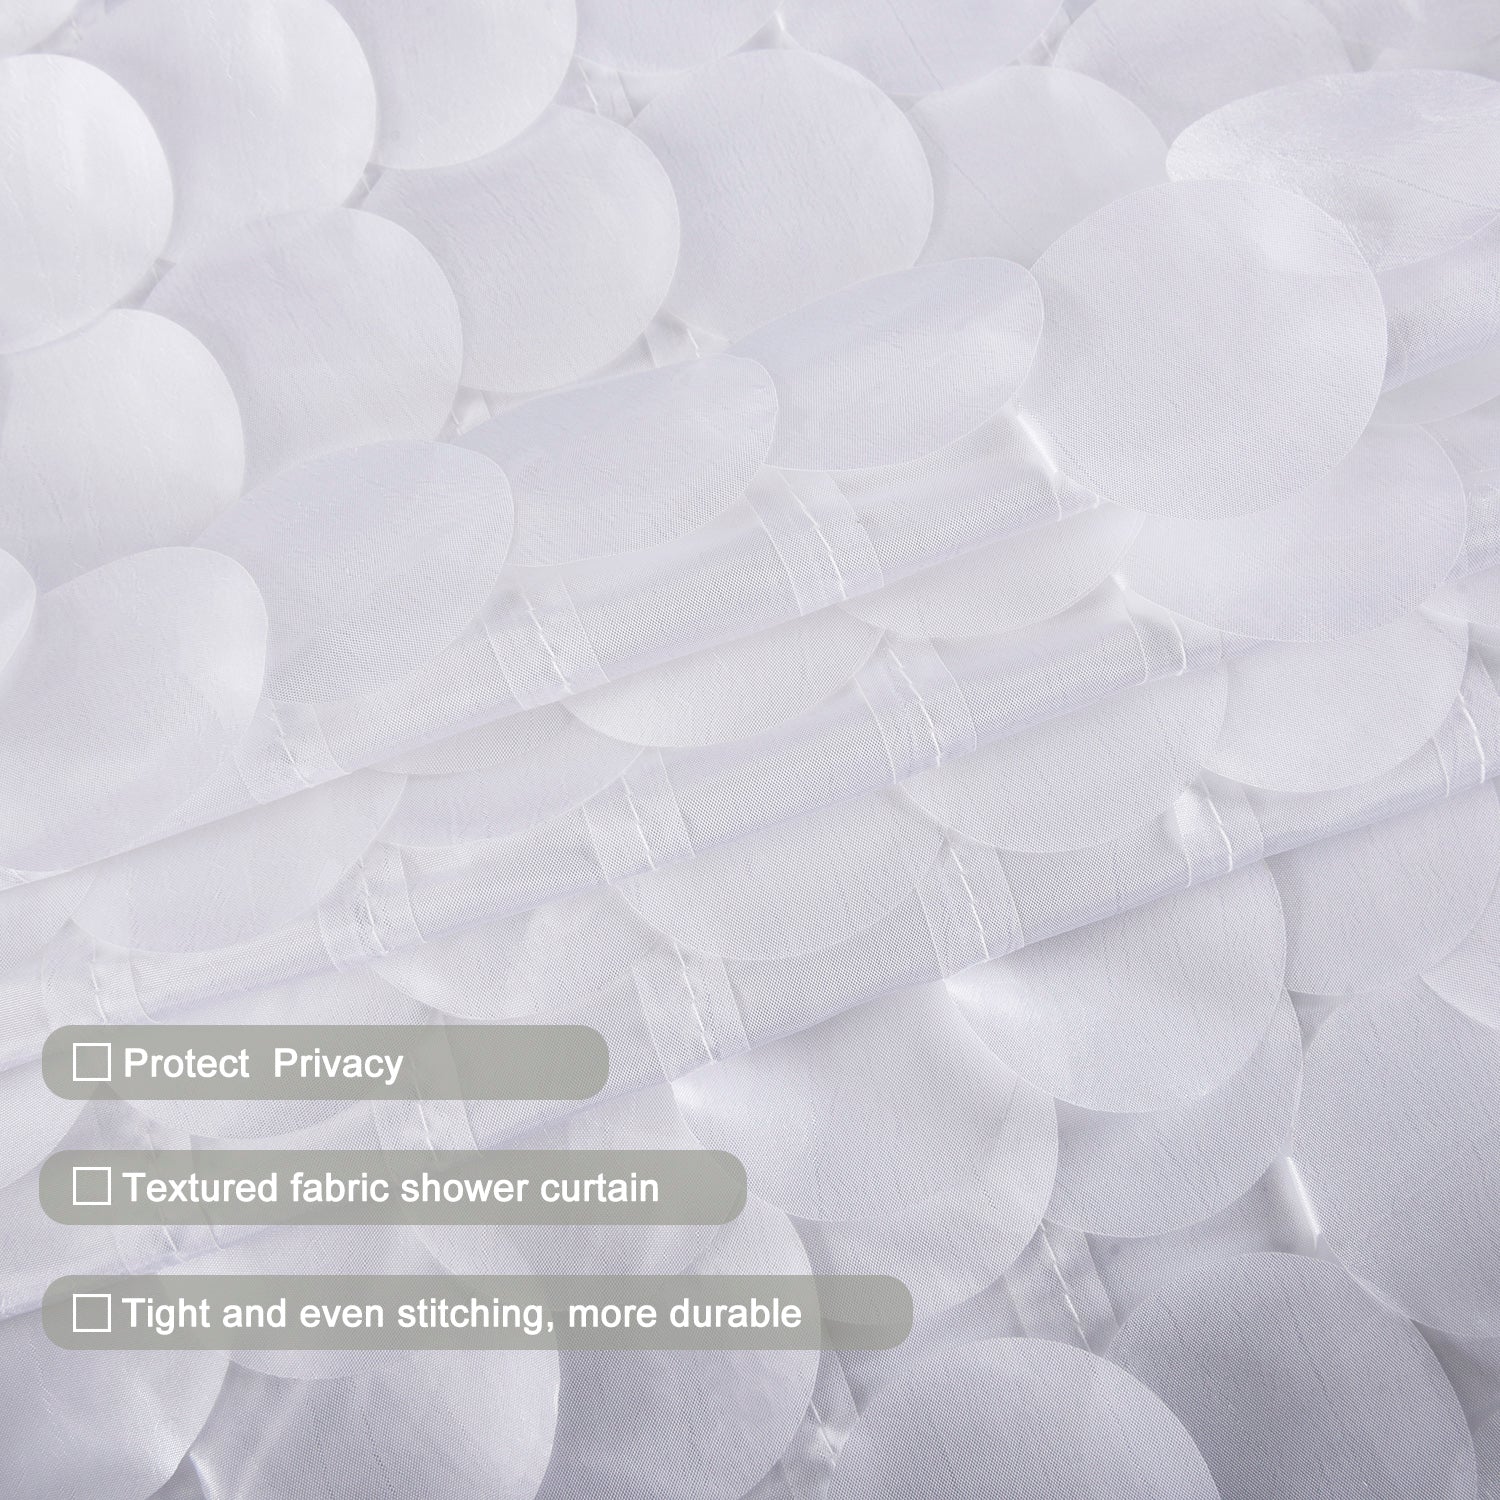 ☐ Protect Privacy
☐ Textured fabric shower curtain
☐ Tight and even stitching, more durable